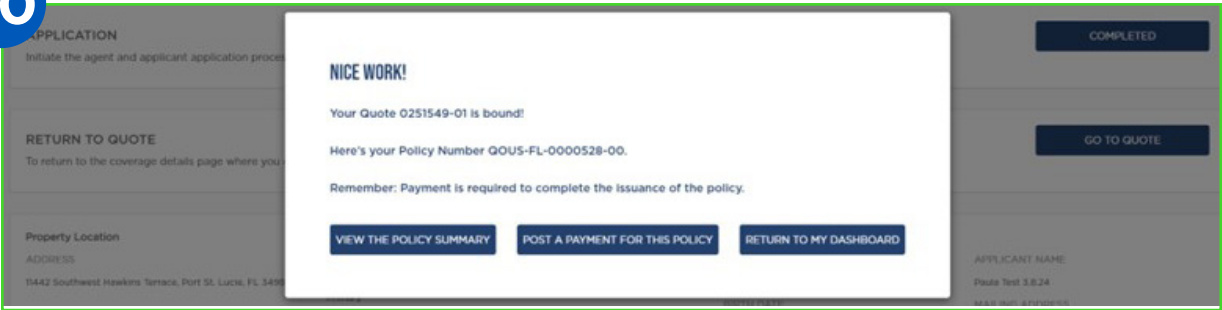 APPLICATION
Initiate the agent and applicant application proces
COMPLETED
NICE WORK!
Your Quote 0251549-01 is bound!
Here's your Policy Number QOUS-FL-0000528-00.
Remember: Payment is required to complete the issuance of the policy.
VIEW THE POLICY SUMMARY
POST A PAYMENT FOR THIS POLICY
RETURN TO MY DASHBOARD
RETURN TO QUOTE
To return to the coverage details page where you
GO TO QUOTE
Property Location
ADDRESS
11442 Southwest Hawkins Terrace, Port St. Lucie, FL 3498
APPLICANT NAME
Paula Test 3.8.24
MAILING ADDRESS
BIRTH DATE